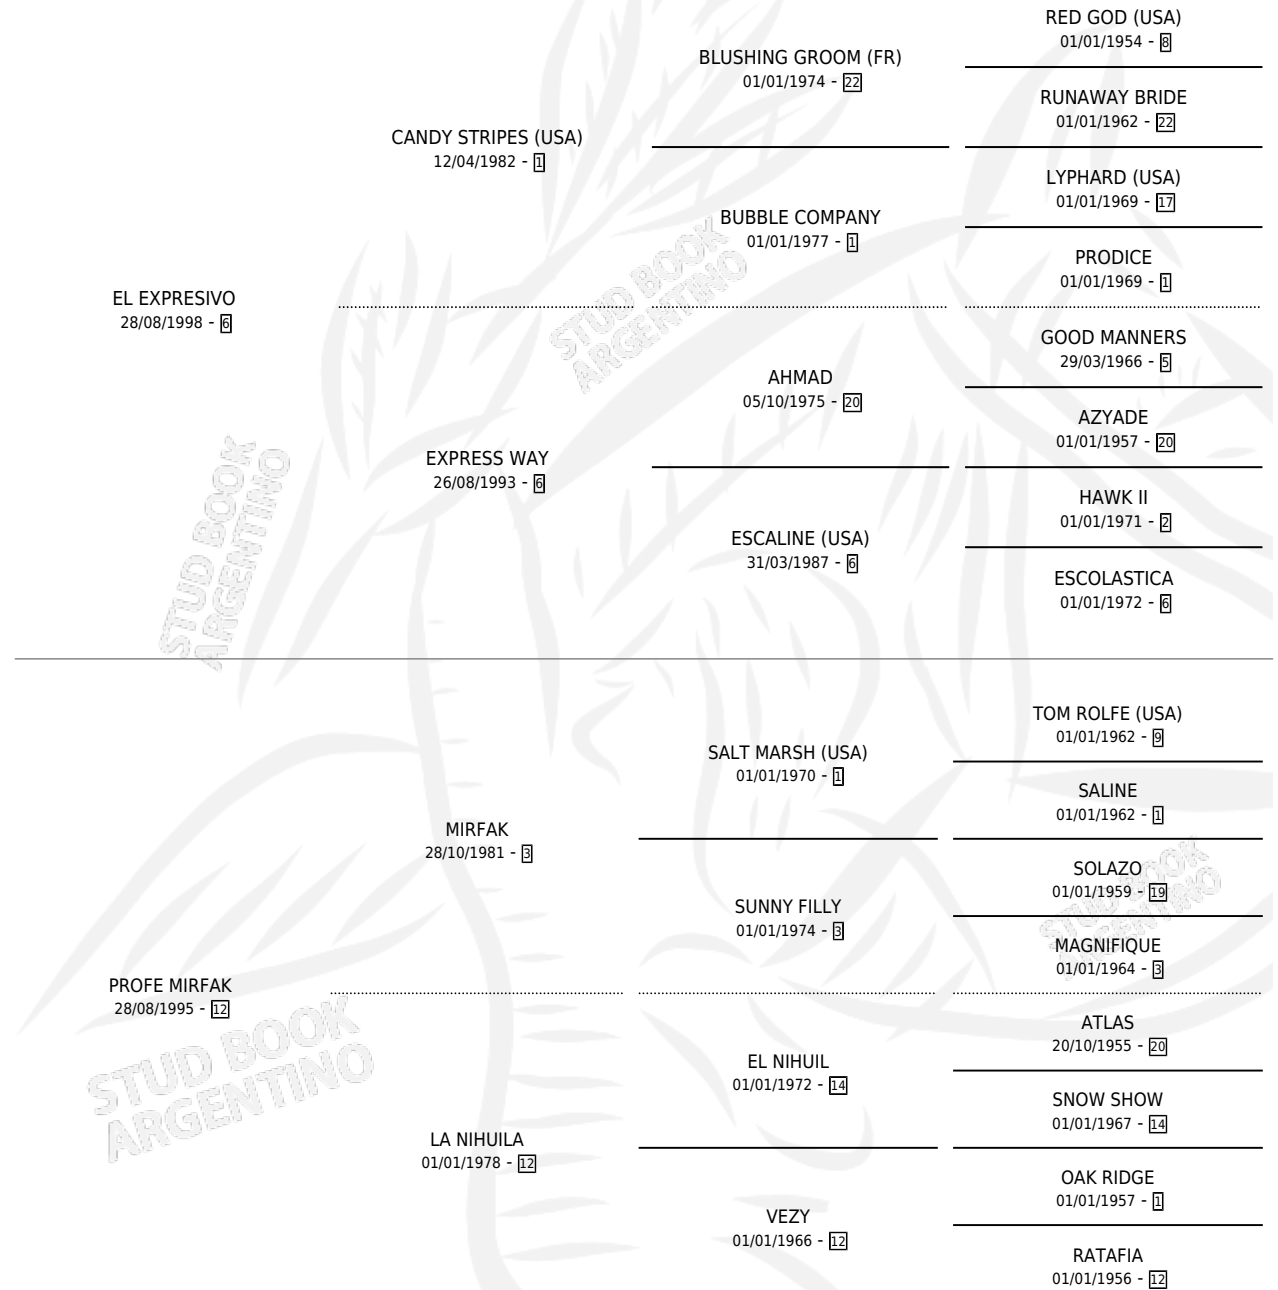 RED GOD (USA)
01/01/1954 - 8
BLUSHING GROOM (FR)
01/01/1974 - 22
RUNAWAY BRIDE
01/01/1962 - 22
CANDY STRIPES (USA)
12/04/1982 - 1
LYPHARD (USA)
01/01/1969 - 17
BUBBLE COMPANY
01/01/1977 - 1
PRODICE
01/01/1969 - 1
EL EXPRESIVO
28/08/1998 - 6
STUD BOOK
ARGENTINO
GOOD MANNERS
29/03/1966 - 5
AHMAD
05/10/1975 - 20
AZYADE
01/01/1957 - 20
EXPRESS WAY
26/08/1993 - 6
HAWK II
01/01/1971 - 2
ESCALINE (USA)
31/03/1987 - 6
ESCOLASTICA
01/01/1972 - 6
STUD BOOK
ARGENTINO
TOM ROLFE (USA)
01/01/1962 - 9
SALT MARSH (USA)
01/01/1970 - 1
SALINE
01/01/1962 - 1
MIRFAK
28/10/1981 - 3
SOLAZO
01/01/1959 - 19
SUNNY FILLY
01/01/1974 - 3
STUD BOOK
ARGENTINO
MAGNIFIQUE
01/01/1964 - 3
PROFE MIRFAK
28/08/1995 - 12
STUD BOOK
ARGENTINO
ATLAS
20/10/1955 - 20
EL NIHUIL
01/01/1972 - 14
SNOW SHOW
01/01/1967 - 14
LA NIHUILA
01/01/1978 - 12
OAK RIDGE
01/01/1957 - 1
VEZY
01/01/1966 - 12
RATAFIA
01/01/1956 - 12